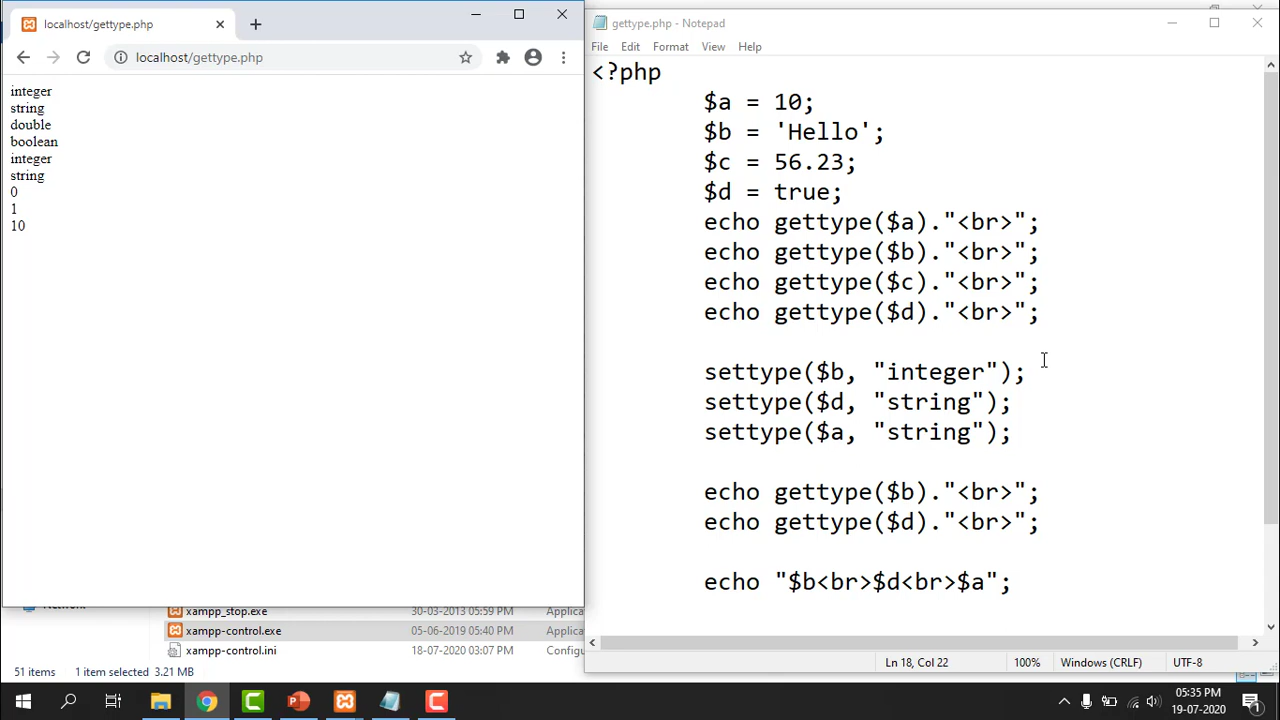 localhost/gettype.php
localhost/gettype.php
integer
string
double
boolean
integer
string
0
1
10
gettype.php - Notepad
File Edit Format View Help
<?php
$a = 10;
$b = 'Hello';
$c = 56.23;
$d = true;
echo gettype($a)."<br>";
echo gettype($b)."<br>";
echo gettype($c)."<br>";
echo gettype($d)."<br>";
settype($b, "integer");
settype($d, "string");
settype($a, "string");
echo gettype($b)."<br>";
echo gettype($d)."<br>";
echo "$b<br>$d<br>$a";
Ln 18, Col 22 100% Windows (CRLF) UTF-8
xampp_stop.exe 30-03-2013 05:59 PM Applica
xampp-control.exe 05-06-2019 05:40 PM Applica
xampp-control.ini 18-07-2020 03:07 PM Configu
51 items 1 item selected 3.21 MB
05:35 PM
19-07-2020